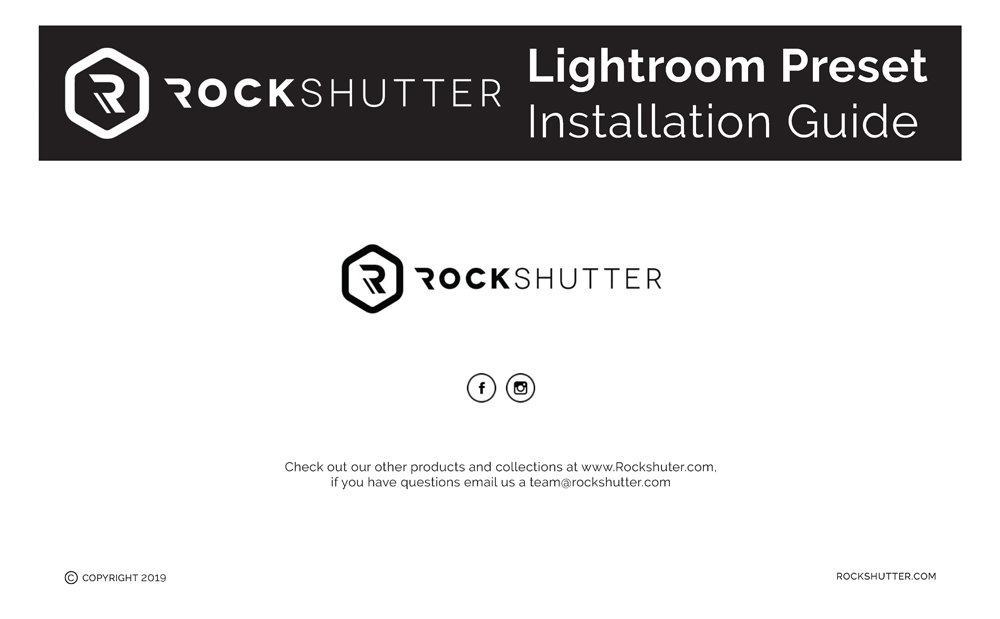 ROCKSHUTTER
Lightroom Preset
Installation Guide
ROCKSHUTTER
Check out our other products and collections at www.Rockshuter.com,
if you have questions email us a team@rockshutter.com
© COPYRIGHT 2019
ROCKSHUTTER.COM